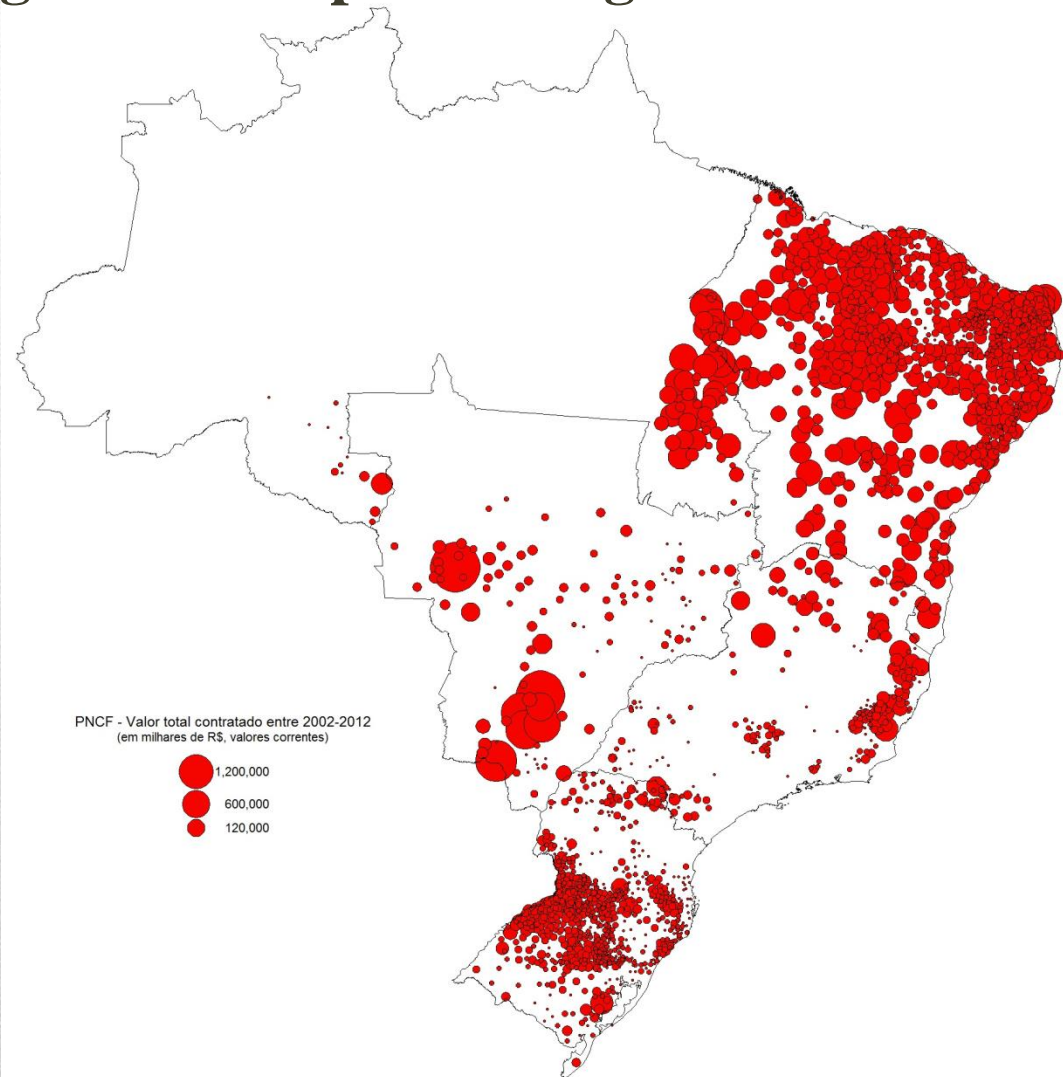 PNCF - Valor total contratado entre 2002-2012
(em milhares de R$, valores correntes)
1,200,000
600,000
120,000